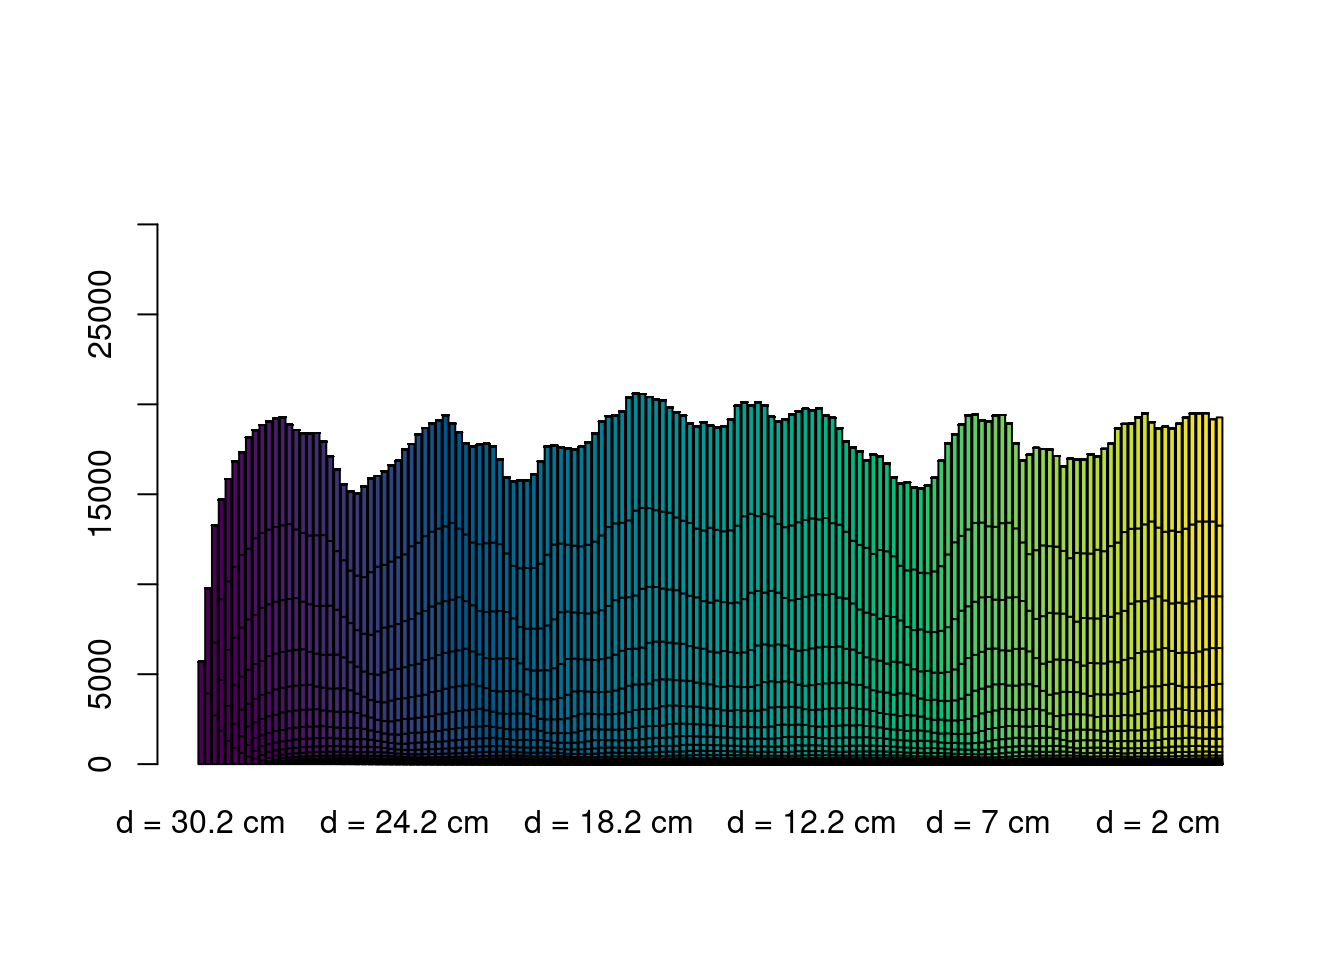 25000
15000
5000
0
d = 30.2 cm d = 24.2 cm d = 18.2 cm d = 12.2 cm d = 7 cm d = 2 cm